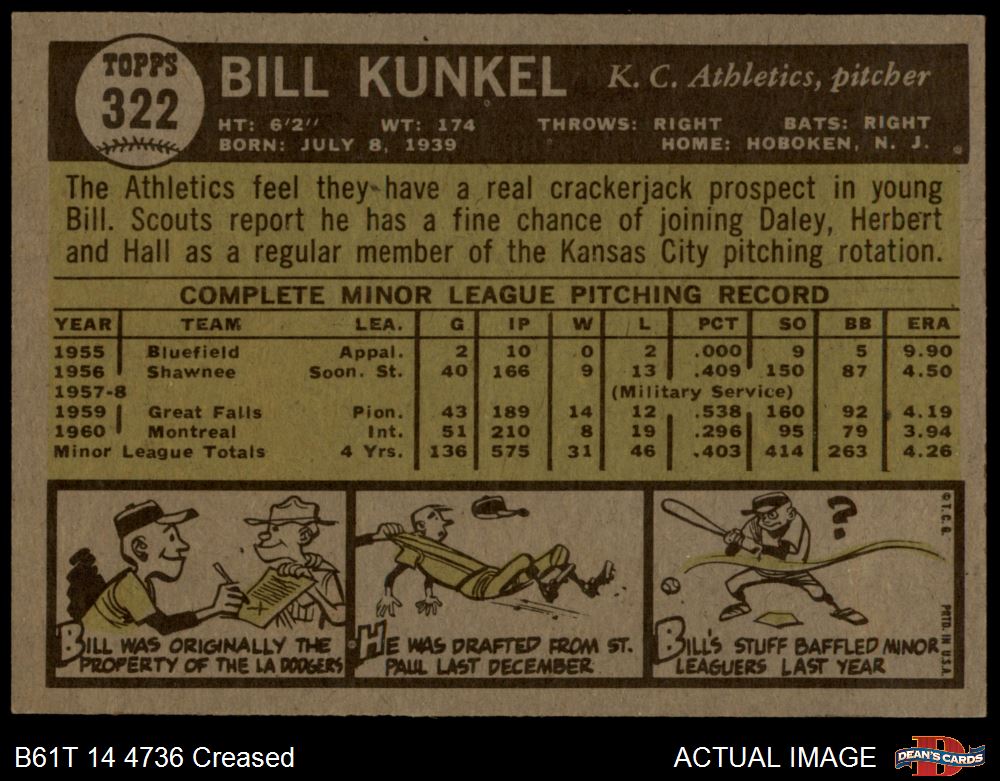 TOPPS
322
BILL KUNKEL K. C. Athletics, pitcher
HT: 6'2'' WT: 174 THROWS: RIGHT BATS: RIGHT
BORN: JULY 8, 1939 HOME: HOBOKEN, N. J.
The Athletics feel they have a real crackerjack prospect in young
Bill. Scouts report he has a fine chance of joining Daley, Herbert
and Hall as a regular member of the Kansas City pitching rotation.
COMPLETE MINOR LEAGUE PITCHING RECORD
YEAR TEAM LEA. G IP W L PCT SO BB ERA
1955 Bluefield Appal. 2 10 0 2 .000 9 5 9.90
1956 Shawnee Soon. St. 40 166 9 13 .409 150 87 4.50
1957-8 (Military Service)
1959 Great Falls Pion. 43 189 14 12 .538 160 92 4.19
1960 Montreal Int. 51 210 8 19 .296 95 79 3.94
Minor League Totals 4 Yrs. 136 575 31 46 .403 414 263 4.26
BILL WAS ORIGINALLY THE
PROPERTY OF THE LA DODGERS
HE WAS DRAFTED FROM ST.
PAUL LAST DECEMBER
BILL'S STUFF BAFFLED MINOR
LEAGUERS LAST YEAR
© T.C.G.
PRTD. IN U.S.A.
B61T 14 4736 Creased
ACTUAL IMAGE
DEAN'S CARDS